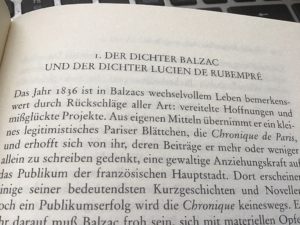 1. DER DICHTER BALZAC
UND DER DICHTER LUCIEN DE RUBEMPRÉ
Das Jahr 1836 ist in Balzacs wechselvollem Leben bemerkens-
wert durch Rückschläge aller Art: vereitelte Hoffnungen und
mißglückte Projekte. Aus eigenen Mitteln übernimmt er ein klei-
nes legitimistisches Pariser Blättchen, die Chronique de Paris,
und erhofft sich von ihr, deren Beiträge er mehr oder weniger
allein zu schreiben gedenkt, eine gewaltige Anziehungskraft auf
das Publikum der französischen Hauptstadt. Dort erscheinen
einige seiner bedeutendsten Kurzgeschichten und Novellen
och ein Publikumserfolg wird die Chronique keineswegs. E
hr darauf muß Balzac froh sein, sich mit materiellen Opfe